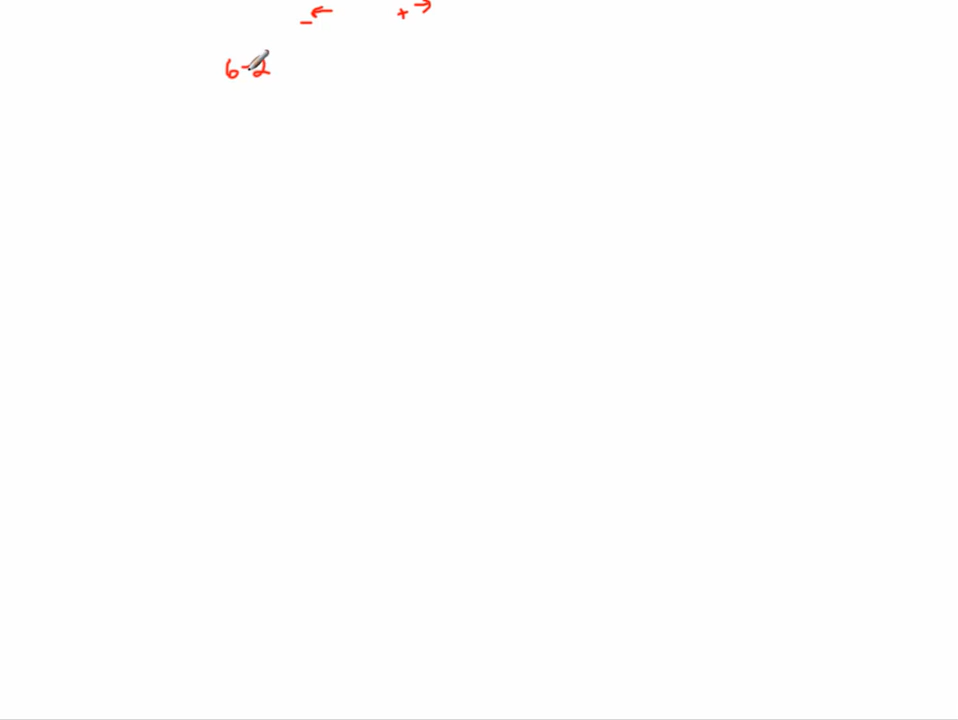 - ← + →
6-2